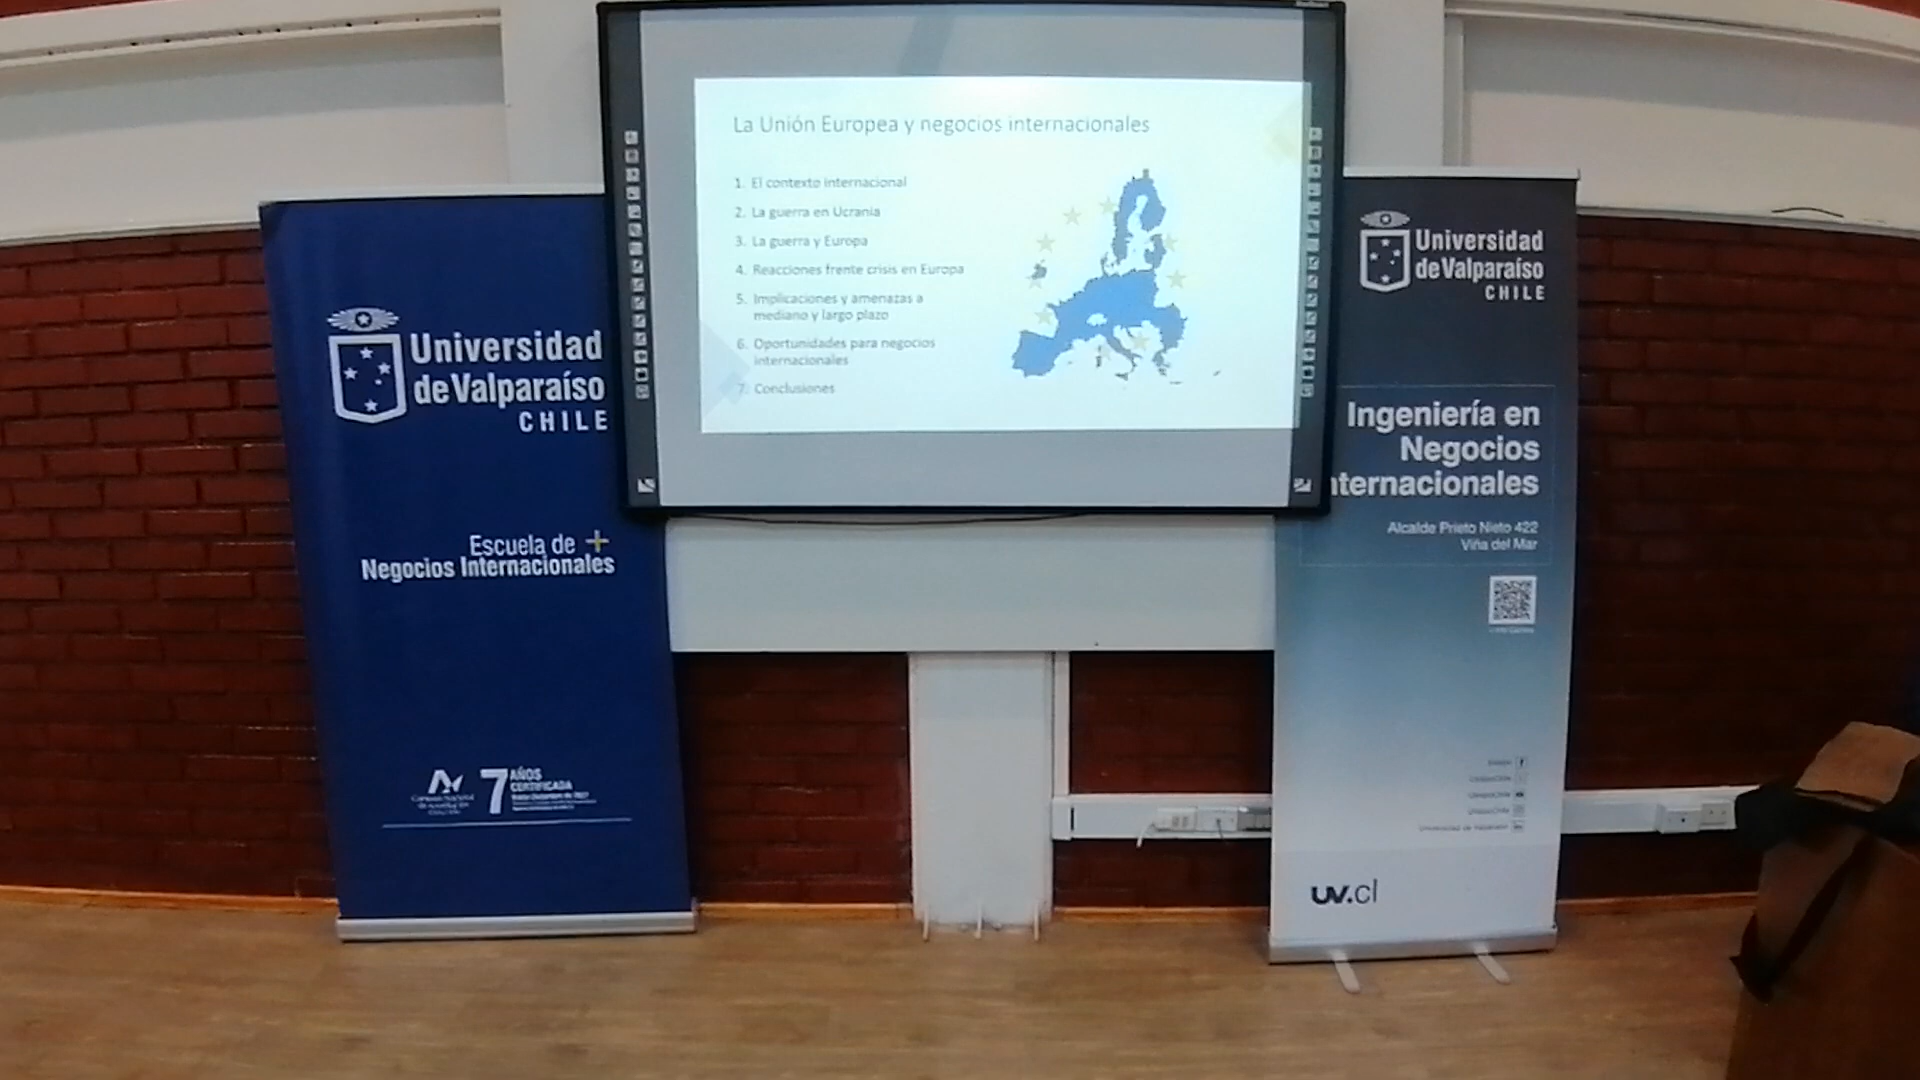 La Unión Europea y negocios internacionales
1. El contexto internacional
2. La guerra en Ucrania
3. La guerra y Europa
4. Reacciones frente crisis en Europa
5. Implicaciones y amenazas a
mediano y largo plazo
6. Oportunidades para negocios
internacionales
7. Conclusiones
Universidad
de Valparaíso
CHILE
Escuela de
Negocios Internacionales
7 AÑOS
CERTIFICADA
Universidad
de Valparaíso
CHILE
Ingeniería en
Negocios
nternacionales
Alcalde Prieto Nieto 422
Viña del Mar
uv.cl